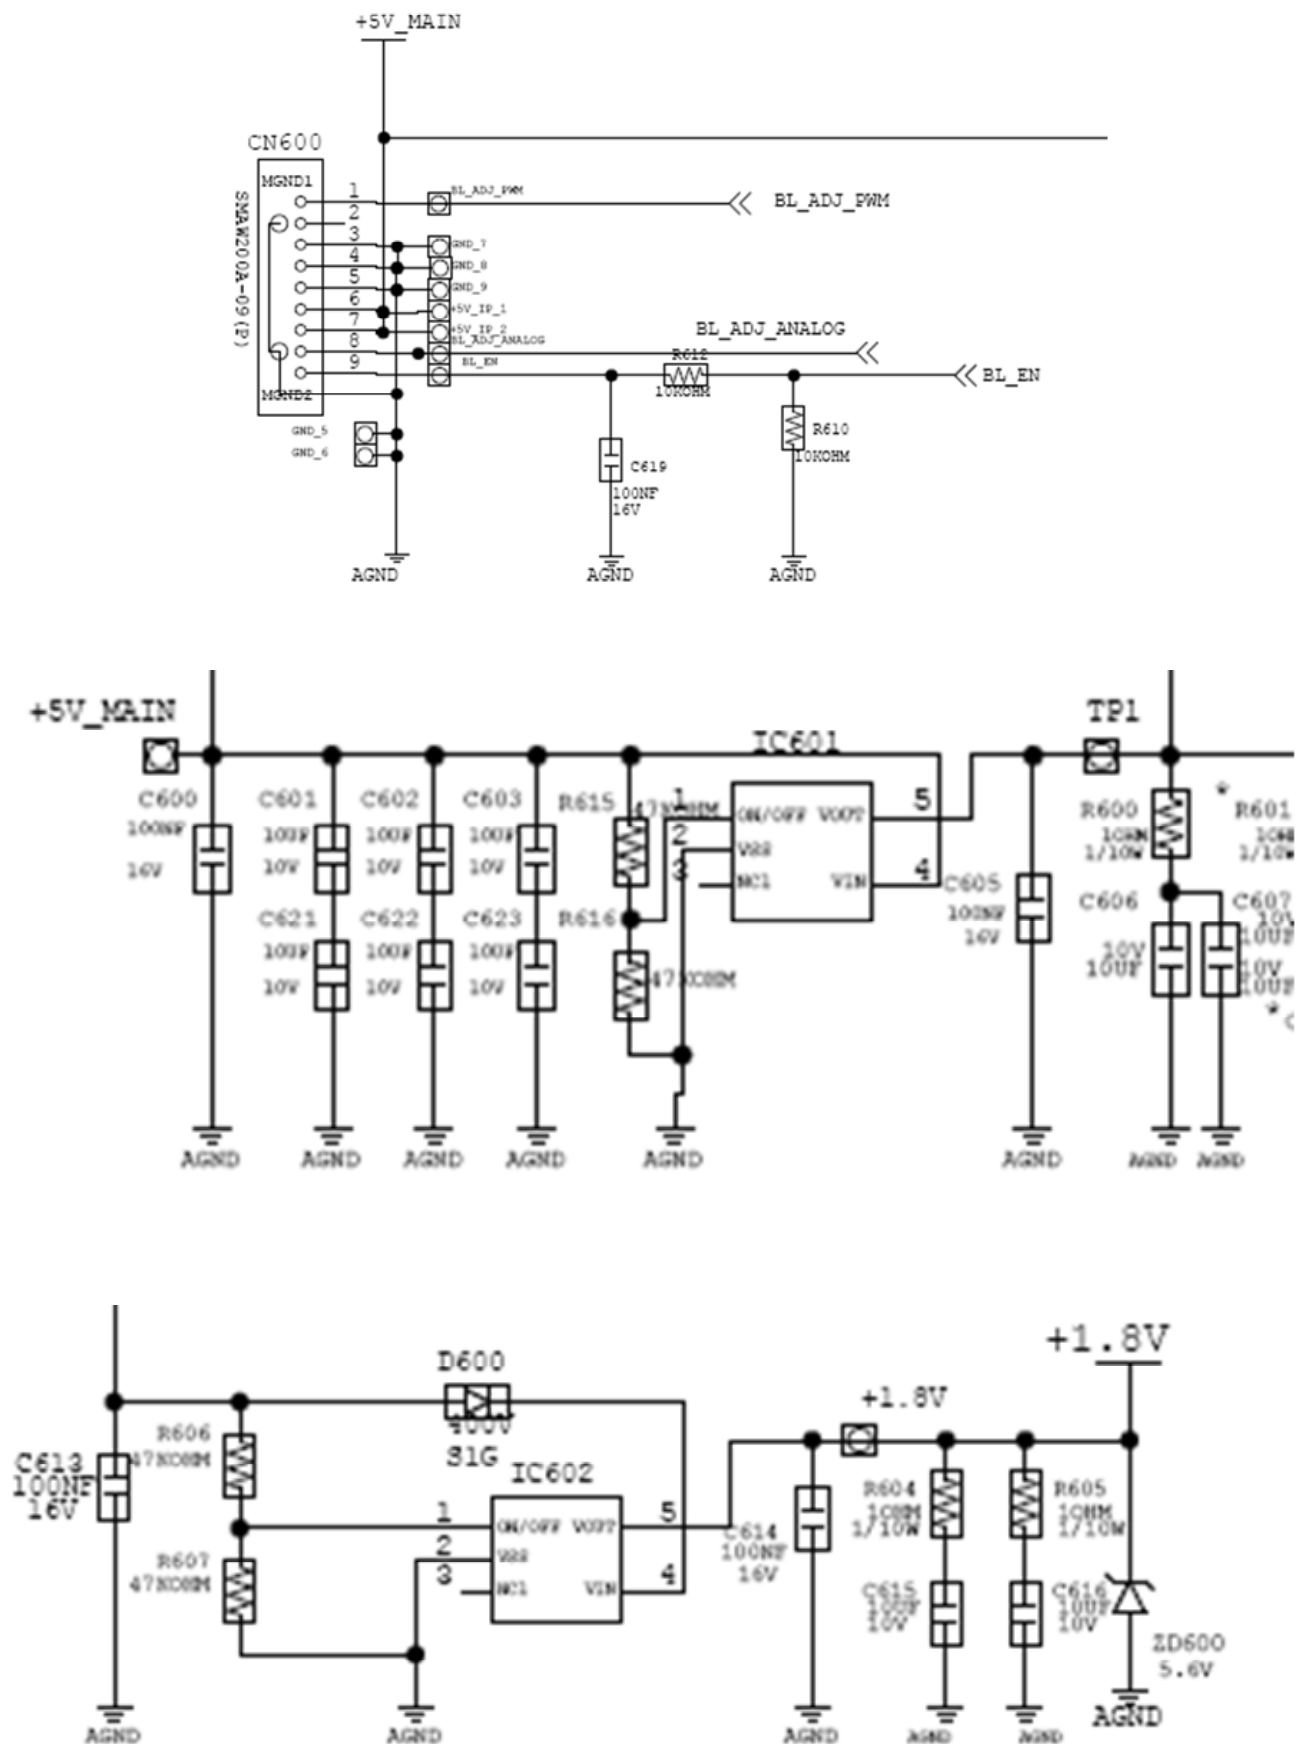 +5V_MAIN
CN600
MGND1
SMAW200A-09(P)
1
2
3
4
5
6
7
8
9
MGND2
BL_ADJ_PWM
BL_ADJ_PWM
GND_7
GND_8
GND_9
+5V_IP_1
+5V_IP_2
BL_ADJ_ANALOG
BL_EN
BL_ADJ_ANALOG
R612
10KOHM
BL_EN
GND_5
GND_6
R610
10KOHM
C619
100NF
16V
AGND
AGND
AGND
+5V_MAIN
TP1
IC601
C600
100NF
16V
C601
10UF
10V
C602
10UF
10V
C603
10UF
10V
R615
47KOHM
1
2
3
ON/OFF
VOUT
VSS
NC1
VIN
5
4
C621
10UF
10V
C622
10UF
10V
C623
10UF
10V
R616
47KOHM
C605
100NF
16V
R600
1OHM
1/10W
*
R601
1/10W
C606
10V
10UF
C607
10UF
10V
10UF
*
AGND
AGND
AGND
AGND
AGND
AGND
AGND
AGND
+1.8V
D600
400V
S1G
+1.8V
R606
47KOHM
C613
100NF
16V
IC602
1
2
3
ON/OFF
VOUT
VSS
NC1
VIN
5
4
R607
47KOHM
C614
100NF
16V
R604
1OHM
1/10W
R605
1OHM
1/10W
C615
10UF
10V
C616
10UF
10V
ZD600
5.6V
AGND
AGND
AGND
AGND
AGND
AGND